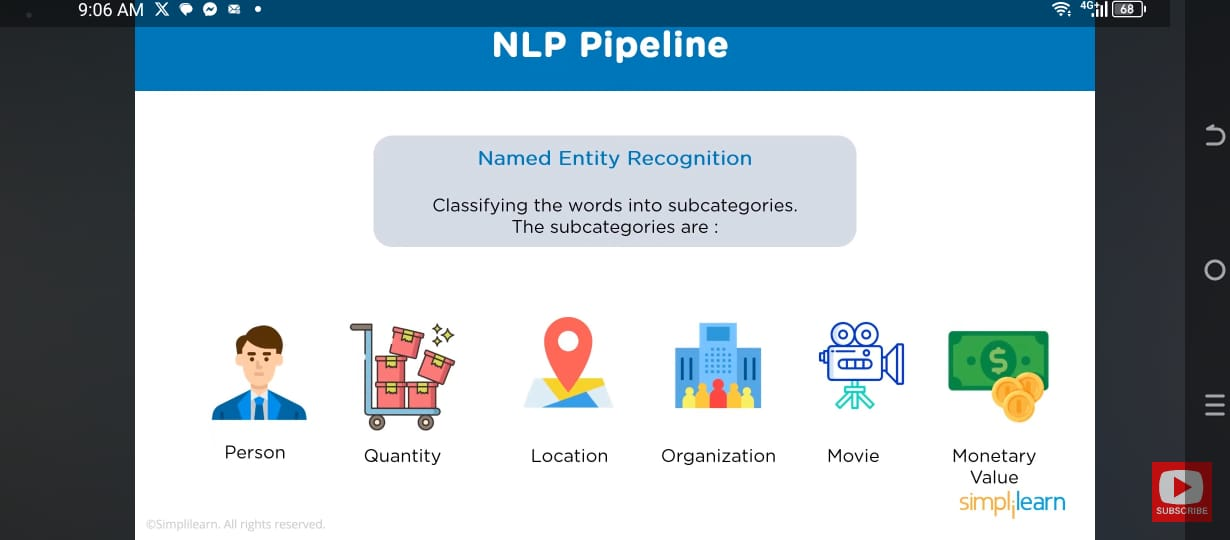 9:06 AM
4G+
68
NLP Pipeline
Named Entity Recognition
Classifying the words into subcategories.
The subcategories are :
$
Person
Quantity
Location
Organization
Movie
Monetary
Value
simplilearn
SUBSCRIBE
©Simplilearn. All rights reserved.